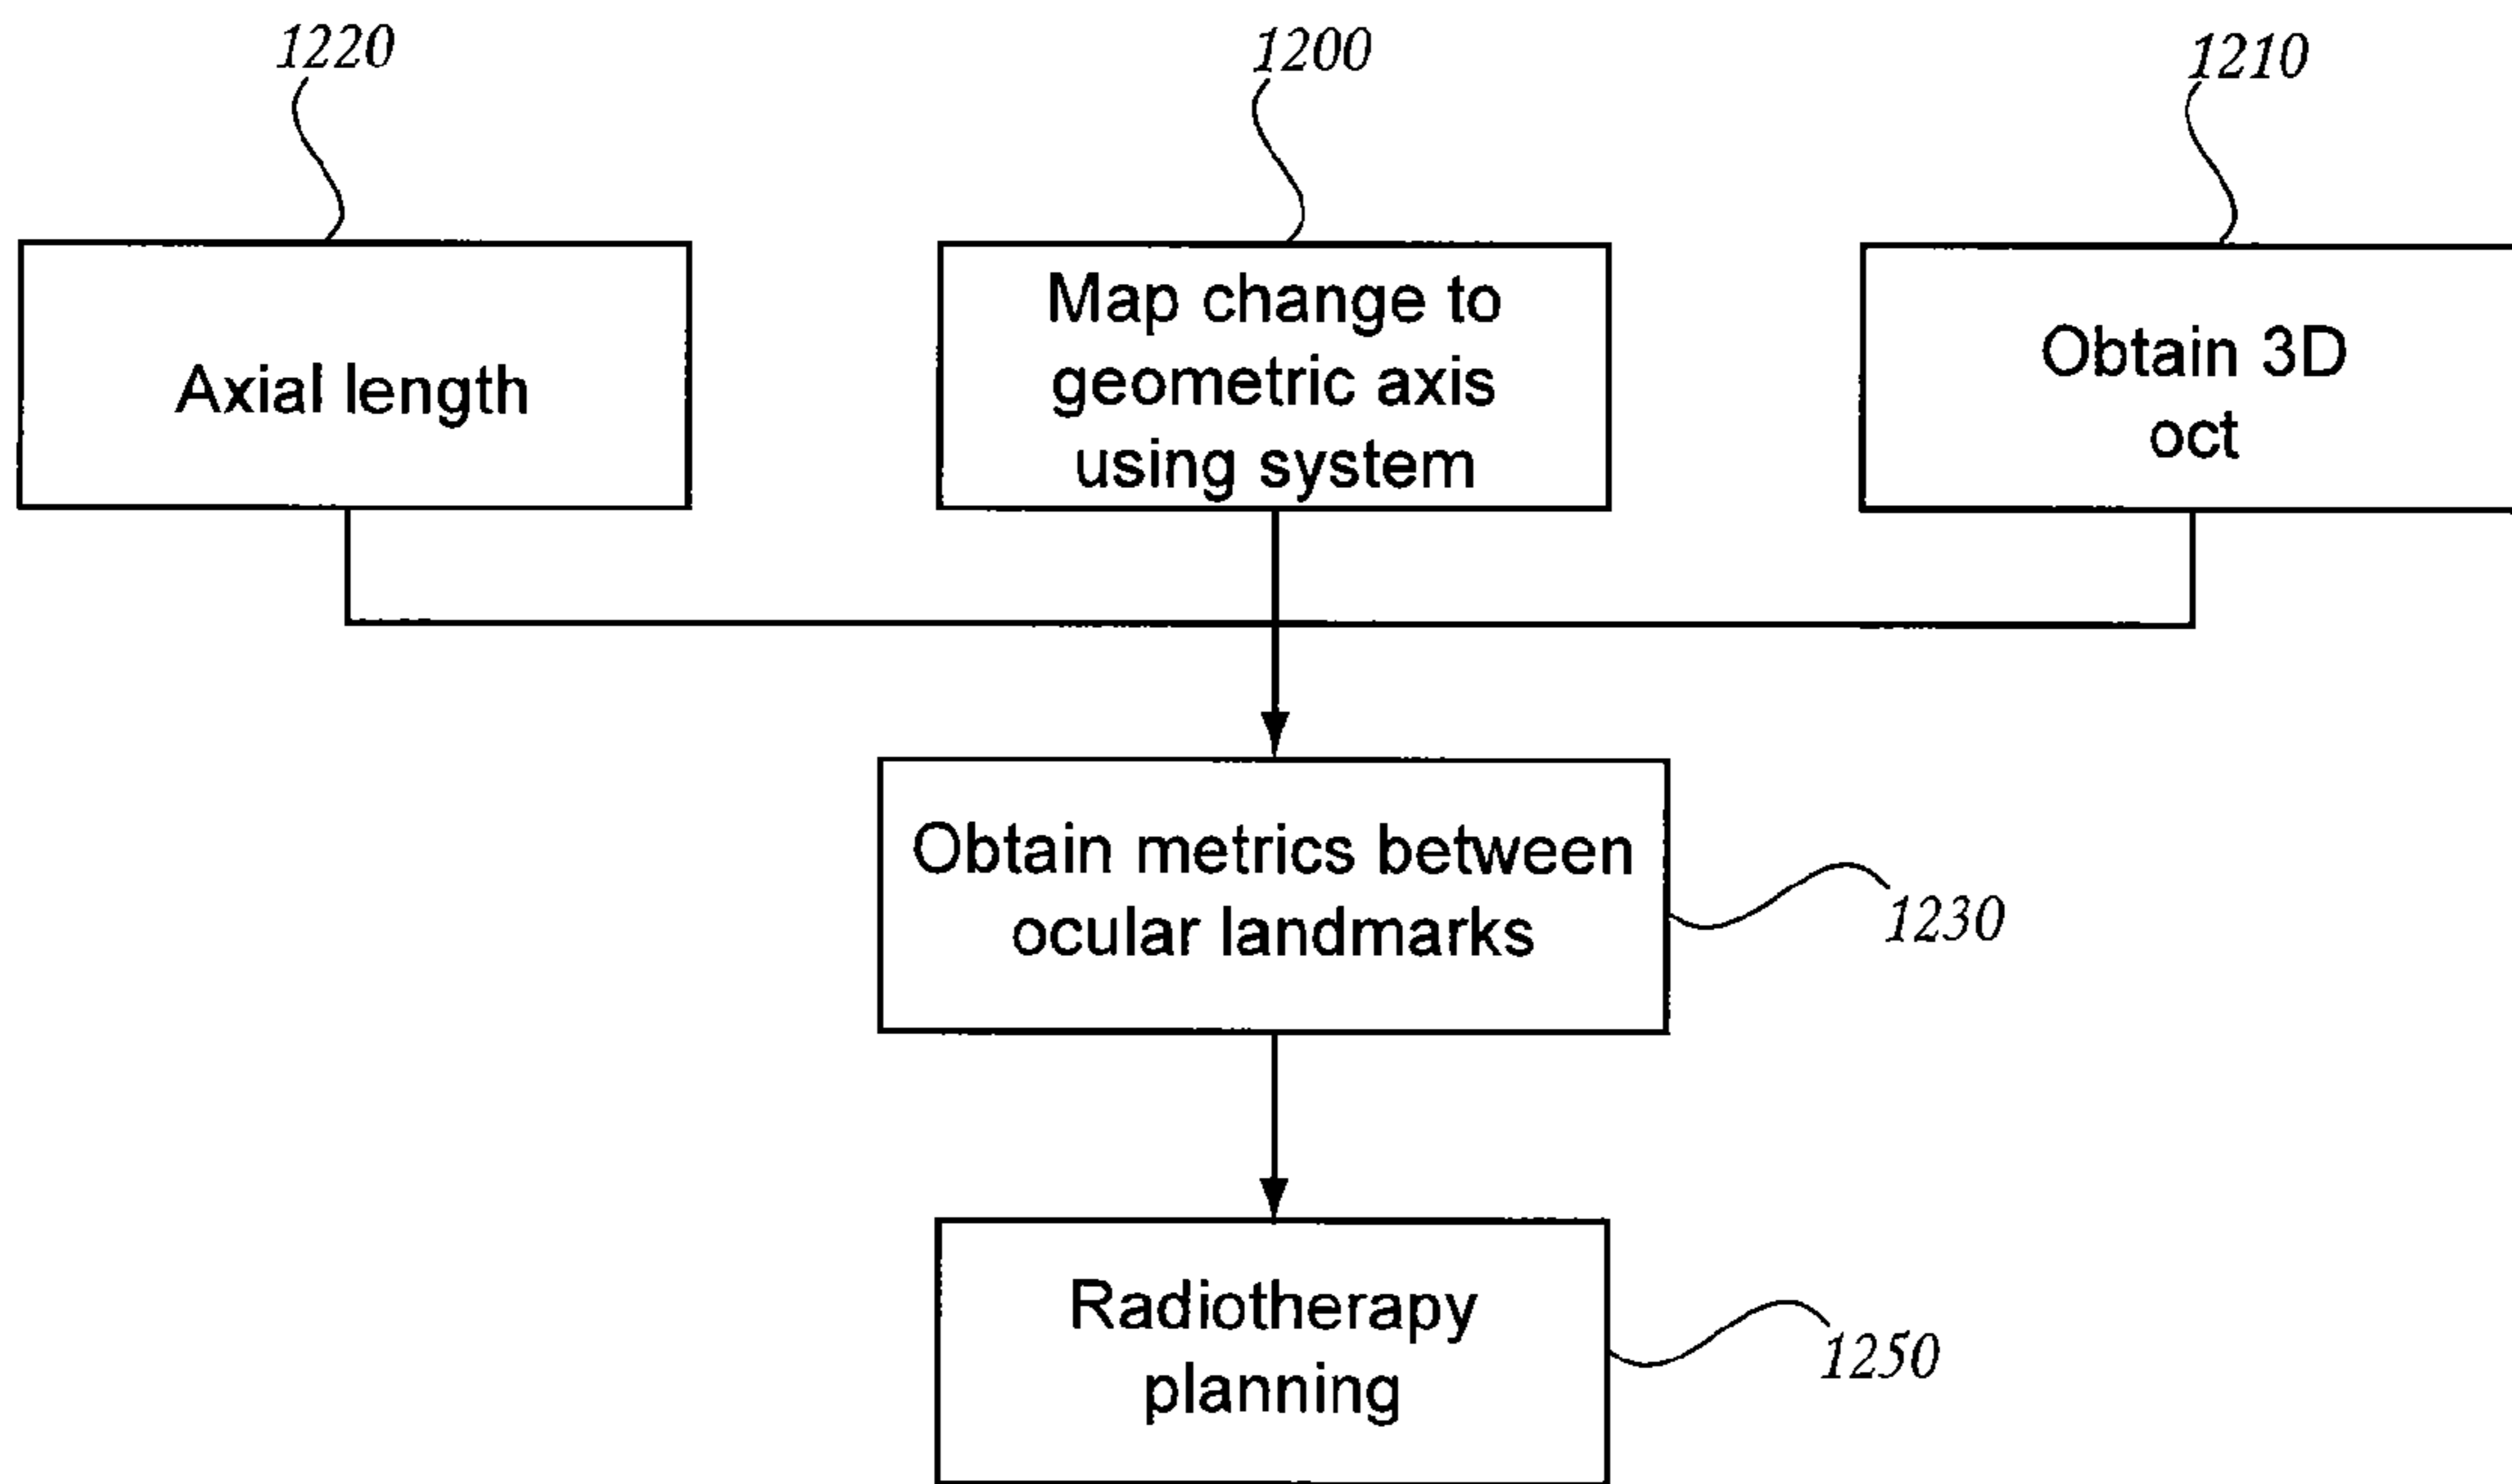 1220
1200
1210
Axial length
Map change to
geometric axis
using system
Obtain 3D
oct
Obtain metrics between
ocular landmarks
1230
Radiotherapy
planning
1250